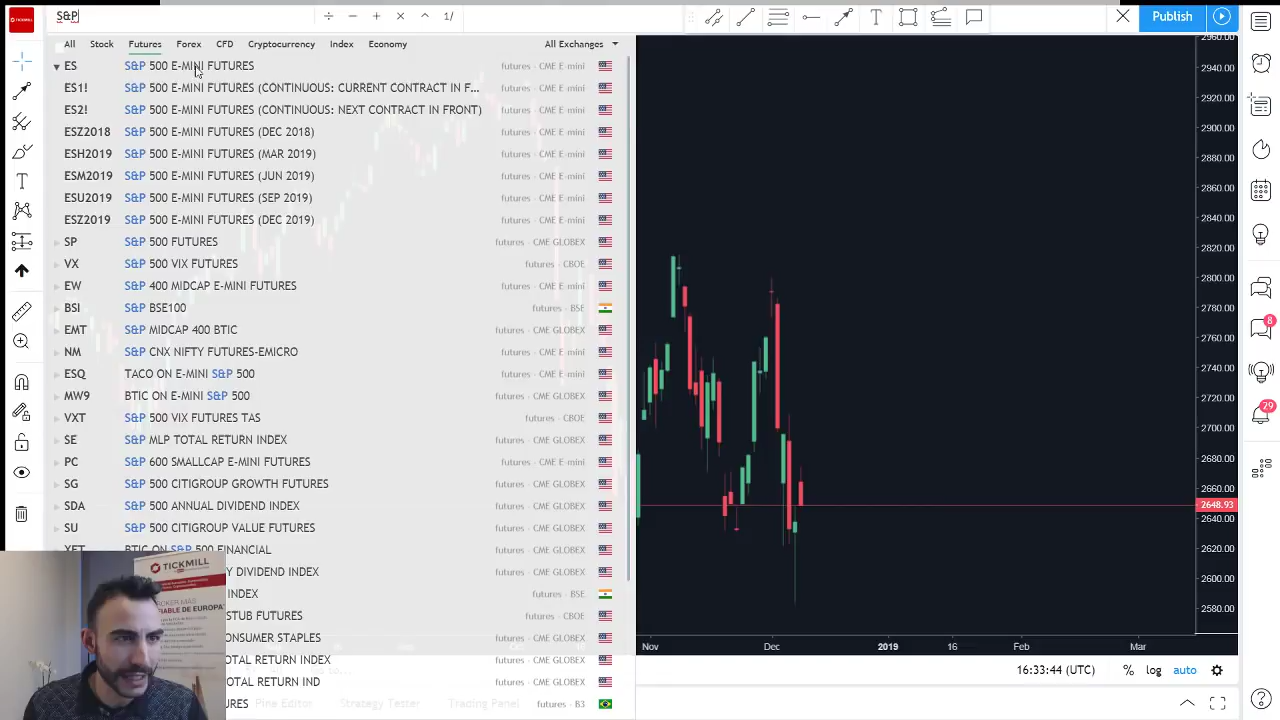 TICKMILL
S&P
1/
Publish
All Stock Futures Forex CFD Cryptocurrency Index Economy All Exchanges
ES S&P 500 E-MINI FUTURES futures · CME E-mini
ES1! S&P 500 E-MINI FUTURES (CONTINUOUS: CURRENT CONTRACT IN F... futures · CME E-mini
ES2! S&P 500 E-MINI FUTURES (CONTINUOUS: NEXT CONTRACT IN FRONT) futures · CME E-mini
ESZ2018 S&P 500 E-MINI FUTURES (DEC 2018) futures · CME E-mini
ESH2019 S&P 500 E-MINI FUTURES (MAR 2019) futures · CME E-mini
ESM2019 S&P 500 E-MINI FUTURES (JUN 2019) futures · CME E-mini
ESU2019 S&P 500 E-MINI FUTURES (SEP 2019) futures · CME E-mini
ESZ2019 S&P 500 E-MINI FUTURES (DEC 2019) futures · CME E-mini
SP S&P 500 FUTURES futures · CME GLOBEX
VX S&P 500 VIX FUTURES futures · CBOE
EW S&P 400 MIDCAP E-MINI FUTURES futures · CME E-mini
BSI S&P BSE100 futures · BSE
EMT S&P MIDCAP 400 BTIC futures · CME GLOBEX
NM S&P CNX NIFTY FUTURES-EMICRO futures · CME E-mini
ESQ TACO ON E-MINI S&P 500 futures · CME E-mini
MW9 BTIC ON E-MINI S&P 500 futures · CME GLOBEX
VXT S&P 500 VIX FUTURES TAS futures · CBOE
SE S&P MLP TOTAL RETURN INDEX futures · CME GLOBEX
PC S&P 600 SMALLCAP E-MINI FUTURES futures · CME E-mini
SG S&P 500 CITIGROUP GROWTH FUTURES futures · CME GLOBEX
SDA S&P 500 ANNUAL DIVIDEND INDEX futures · CME GLOBEX
SU S&P 500 CITIGROUP VALUE FUTURES futures · CME GLOBEX
BTIC ON S&P 500 FINANCIAL futures · CME GLOBEX
Y DIVIDEND INDEX futures · CME GLOBEX
INDEX futures · BSE
STUB FUTURES futures · CBOE
CONSUMER STAPLES futures · CME GLOBEX
TOTAL RETURN INDEX futures · CME GLOBEX
TOTAL RETURN IND futures · CME GLOBEX
futures · B3
Pine Editor Strategy Tester Trading Panel
2960.00
2940.00
2920.00
2900.00
2880.00
2860.00
2840.00
2820.00
2800.00
2780.00
2760.00
2740.00
2720.00
2700.00
2680.00
2660.00
2648.93
2640.00
2620.00
2600.00
2580.00
Nov Dec 2019 16 Feb Mar
16:33:44 (UTC) % log auto
8
29
TICKMILL